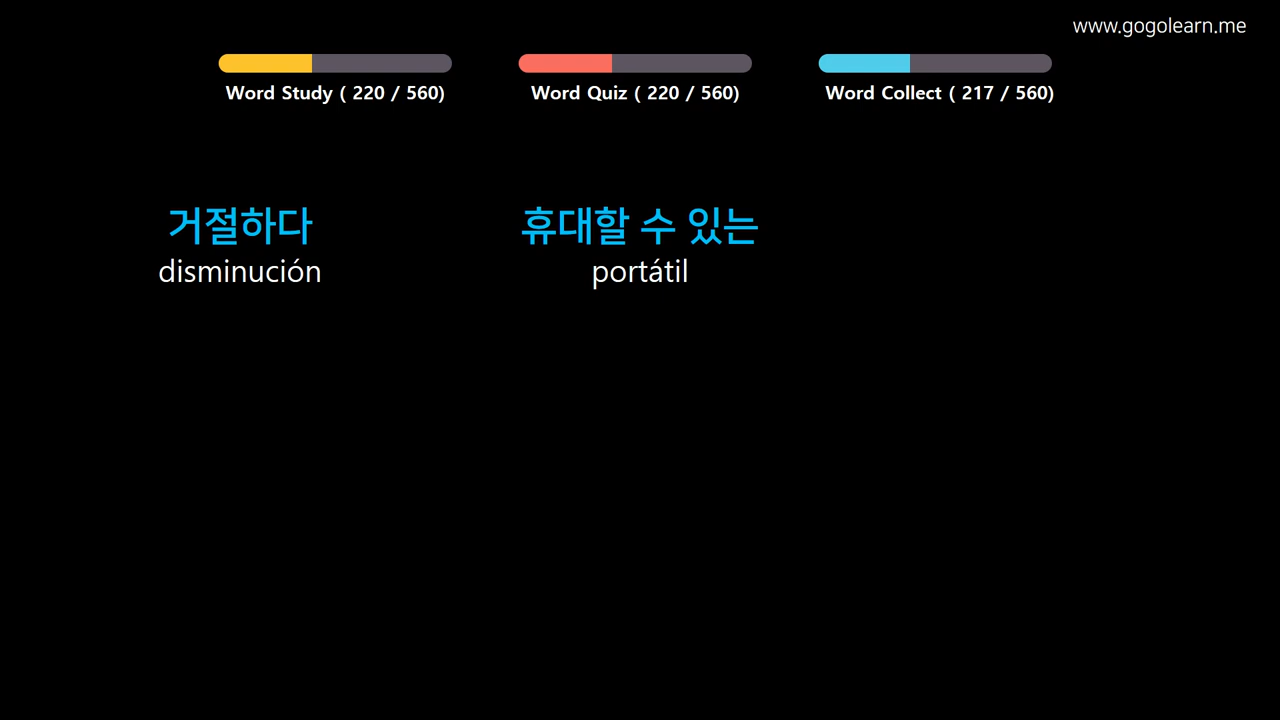 www.gogolearn.me
Word Study ( 220 / 560)
Word Quiz ( 220 / 560)
Word Collect ( 217 / 560)
거절하다
disminución
휴대할 수 있는
portátil